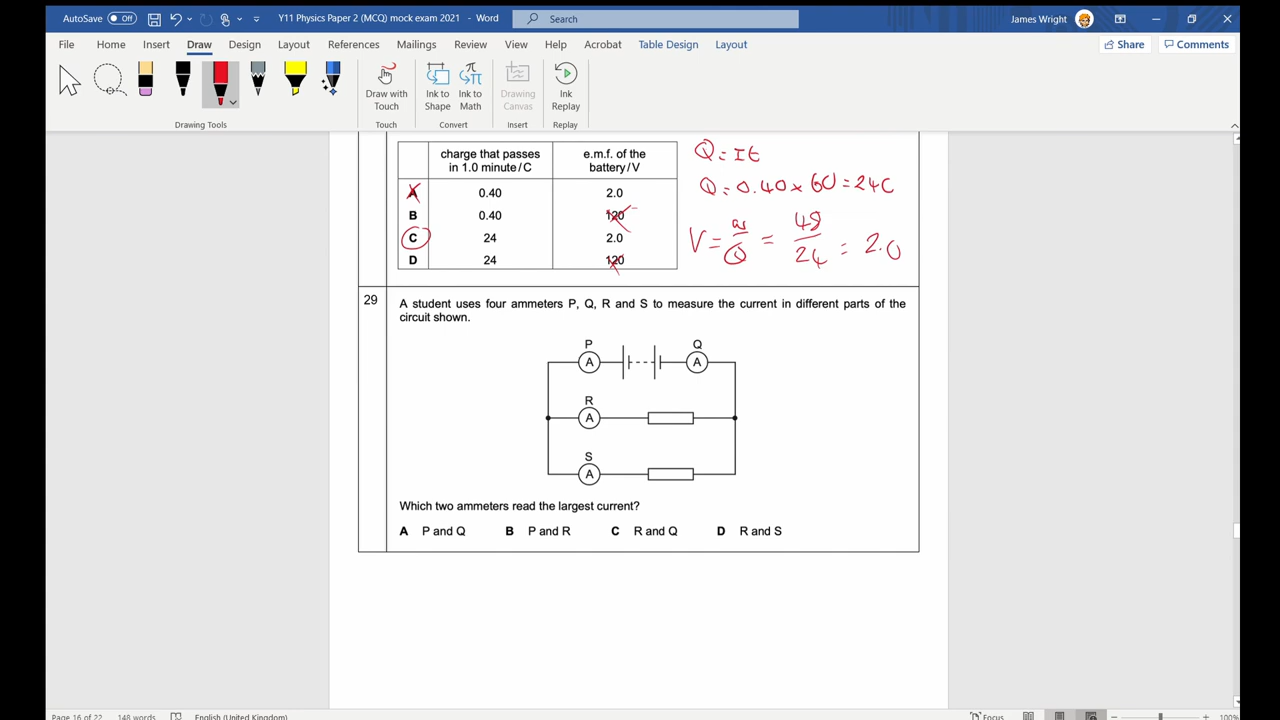 AutoSave Off Y11 Physics Paper 2 (MCQ) mock exam 2021 - Word Search James Wright
File Home Insert Draw Design Layout References Mailings Review View Help Acrobat Table Design Layout Share Comments
Draw with Touch
Ink to Shape
Ink to Math
Drawing Canvas
Ink Replay
Drawing Tools Touch Convert Insert Replay
charge that passes in 1.0 minute / C
e.m.f. of the battery / V
A 0.40 2.0
B 0.40 120
C 24 2.0
D 24 120
Q = It
Q = 0.40 x 60 = 24C
V = W/Q = 48/24 = 2.0
29 A student uses four ammeters P, Q, R and S to measure the current in different parts of the
circuit shown.
P Q
A A
R
A
S
A
Which two ammeters read the largest current?
A P and Q B P and R C R and Q D R and S
Page 16 of 22 148 words English (United Kingdom) Focus 100%